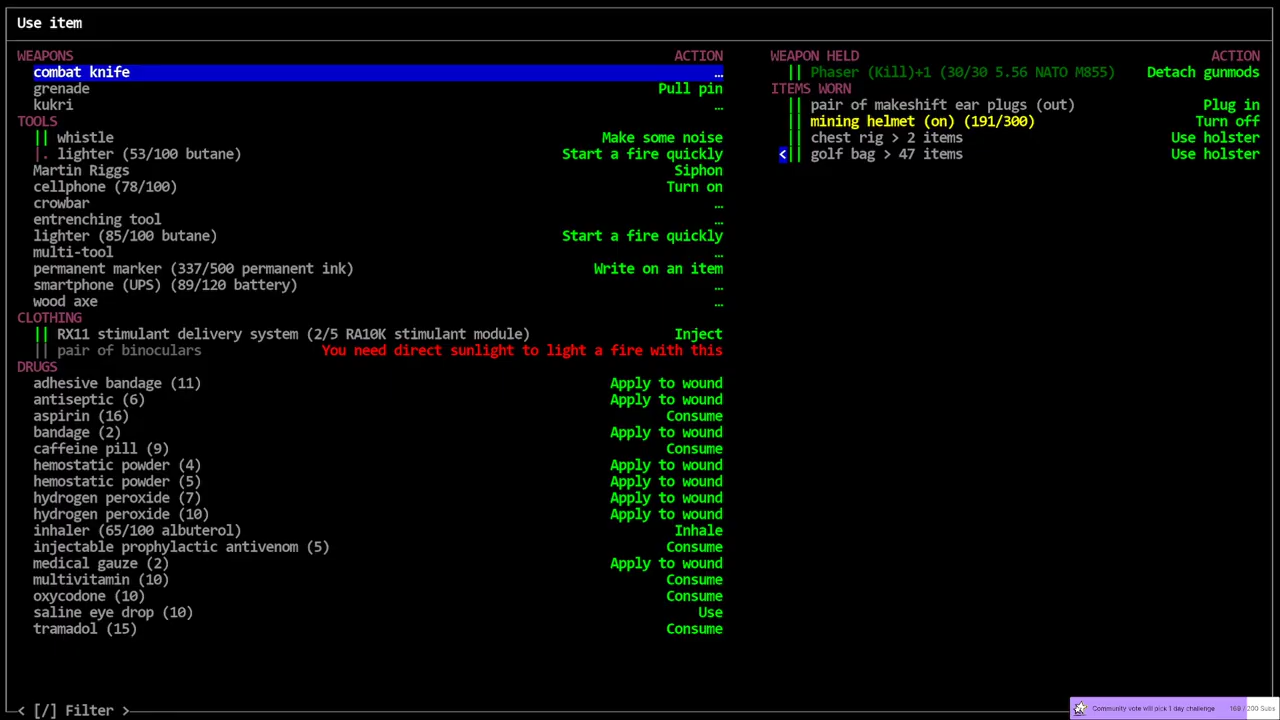 Use item
WEAPONS ACTION
combat knife …
grenade Pull pin
kukri …
TOOLS
|| whistle Make some noise
|. lighter (53/100 butane) Start a fire quickly
Martin Riggs Siphon
cellphone (78/100) Turn on
crowbar …
entrenching tool …
lighter (85/100 butane) Start a fire quickly
multi-tool …
permanent marker (337/500 permanent ink) Write on an item
smartphone (UPS) (89/120 battery) …
wood axe …
CLOTHING
|| RX11 stimulant delivery system (2/5 RA10K stimulant module) Inject
|| pair of binoculars You need direct sunlight to light a fire with this
DRUGS
adhesive bandage (11) Apply to wound
antiseptic (6) Apply to wound
aspirin (16) Consume
bandage (2) Apply to wound
caffeine pill (9) Consume
hemostatic powder (4) Apply to wound
hemostatic powder (5) Apply to wound
hydrogen peroxide (7) Apply to wound
hydrogen peroxide (10) Apply to wound
inhaler (65/100 albuterol) Inhale
injectable prophylactic antivenom (5) Consume
medical gauze (2) Apply to wound
multivitamin (10) Consume
oxycodone (10) Consume
saline eye drop (10) Use
tramadol (15) Consume
WEAPON HELD ACTION
|| Phaser (Kill)+1 (30/30 5.56 NATO M855) Detach gunmods
ITEMS WORN
|| pair of makeshift ear plugs (out) Plug in
|| mining helmet (on) (191/300) Turn off
|| chest rig > 2 items Use holster
<|| golf bag > 47 items Use holster
< [/] Filter >
Community vote will pick 1 day challenge 169 / 200 Subs